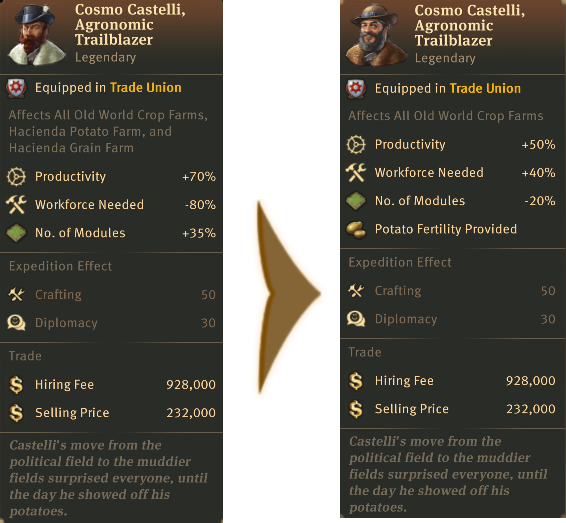 Cosmo Castelli,
Agronomic
Trailblazer
Legendary
Equipped in Trade Union
Affects All Old World Crop Farms,
Hacienda Potato Farm, and
Hacienda Grain Farm
Productivity +70%
Workforce Needed -80%
No. of Modules +35%
Expedition Effect
Crafting 50
Diplomacy 30
Trade
Hiring Fee 928,000
Selling Price 232,000
Castelli's move from the
political field to the muddier
fields surprised everyone, until
the day he showed off his
potatoes.
Cosmo Castelli,
Agronomic
Trailblazer
Legendary
Equipped in Trade Union
Affects All Old World Crop Farms
Productivity +50%
Workforce Needed +40%
No. of Modules -20%
Potato Fertility Provided
Expedition Effect
Crafting 50
Diplomacy 30
Trade
Hiring Fee 928,000
Selling Price 232,000
Castelli's move from the
political field to the muddier
fields surprised everyone, until
the day he showed off his
potatoes.